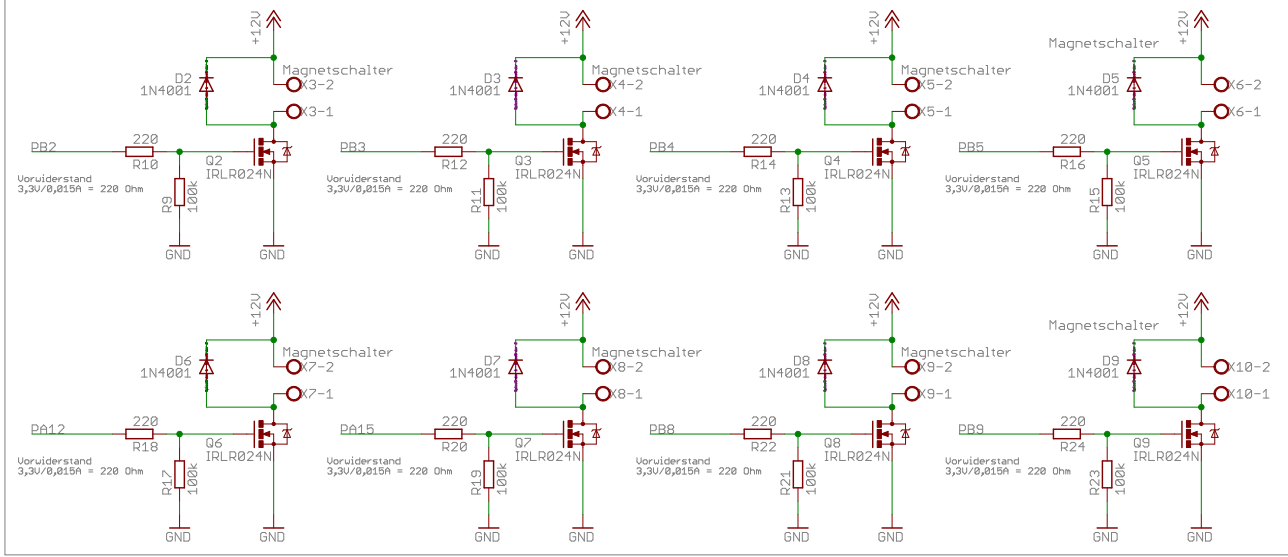 +12V
D2
1N4001
Magnetschalter
X3-2
X3-1
PB2
220
R10
Q2
IRLR024N
Vorwiderstand
3,3V/0,015A = 220 Ohm
R9
100k
GND
GND
+12V
D3
1N4001
Magnetschalter
X4-2
X4-1
PB3
220
R12
Q3
IRLR024N
Vorwiderstand
3,3V/0,015A = 220 Ohm
R11
100k
GND
GND
+12V
D4
1N4001
Magnetschalter
X5-2
X5-1
PB4
220
R14
Q4
IRLR024N
Vorwiderstand
3,3V/0,015A = 220 Ohm
R13
100k
GND
GND
+12V
Magnetschalter
D5
1N4001
X6-2
X6-1
PB5
220
R16
Q5
IRLR024N
Vorwiderstand
3,3V/0,015A = 220 Ohm
R15
100k
GND
GND
+12V
D6
1N4001
Magnetschalter
X7-2
X7-1
PA12
220
R18
Q6
IRLR024N
Vorwiderstand
3,3V/0,015A = 220 Ohm
R17
100k
GND
GND
+12V
D7
1N4001
Magnetschalter
X8-2
X8-1
PA15
220
R20
Q7
IRLR024N
Vorwiderstand
3,3V/0,015A = 220 Ohm
R19
100k
GND
GND
+12V
D8
1N4001
Magnetschalter
X9-2
X9-1
PB8
220
R22
Q8
IRLR024N
Vorwiderstand
3,3V/0,015A = 220 Ohm
R21
100k
GND
GND
+12V
Magnetschalter
D9
1N4001
X10-2
X10-1
PB9
220
R24
Q9
IRLR024N
Vorwiderstand
3,3V/0,015A = 220 Ohm
R23
100k
GND
GND